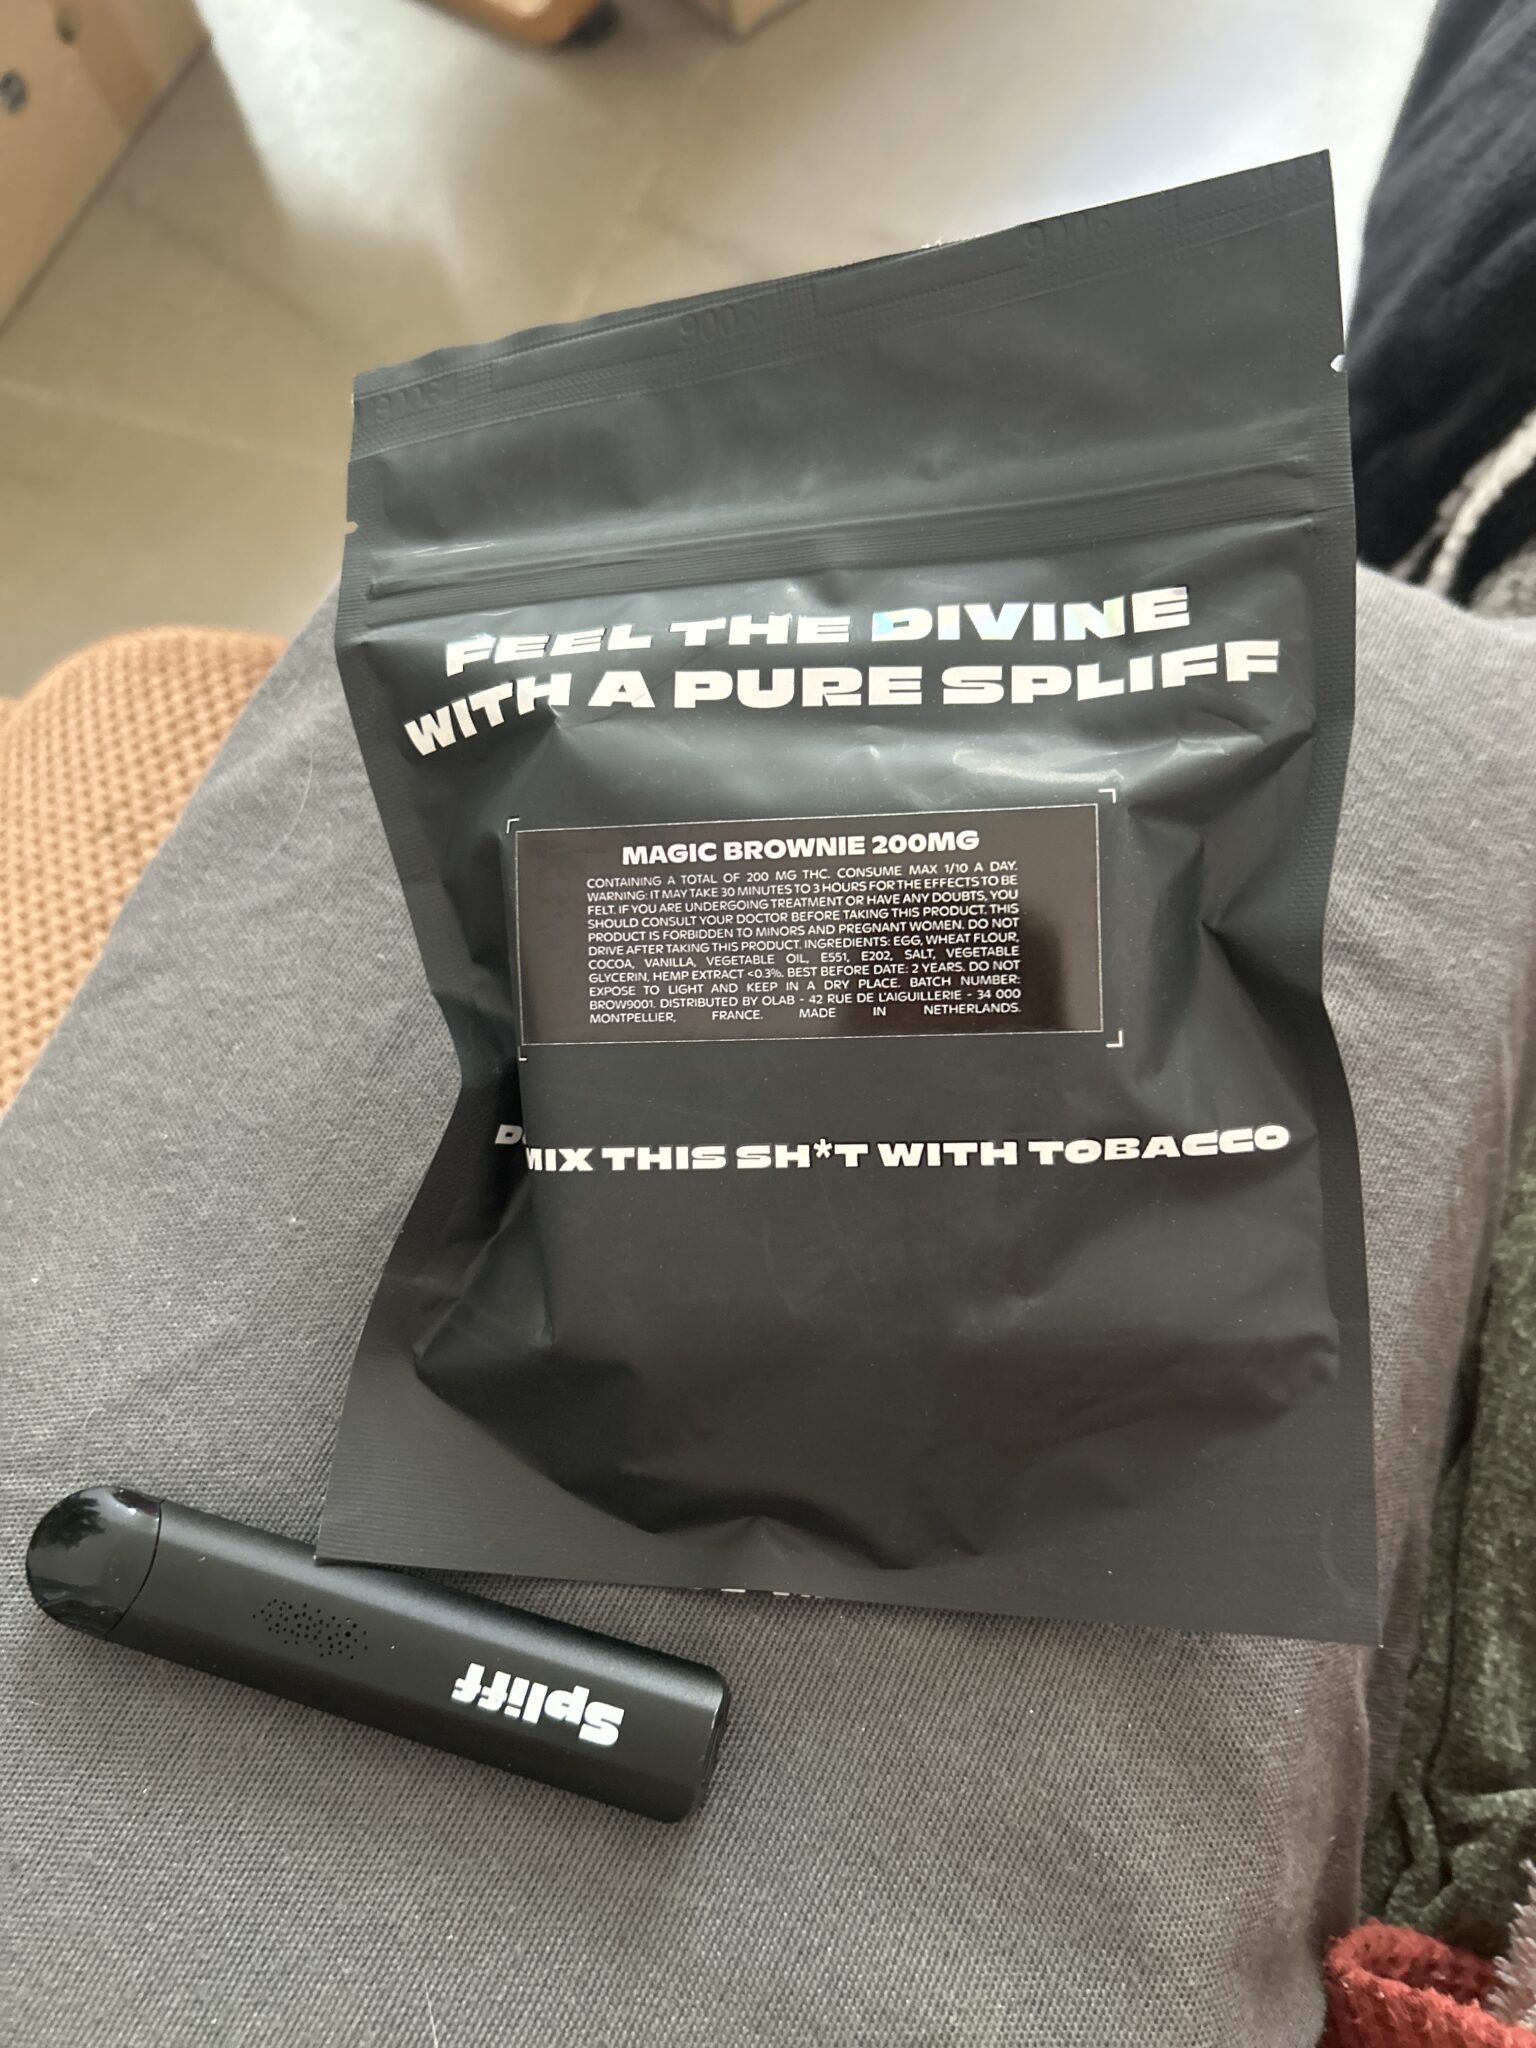 FEEL THE DIVINE
WITH A PURE SPLIFF
MAGIC BROWNIE 200MG
CONTAINING A TOTAL OF 200 MG THC. CONSUME MAX 1/10 A DAY.
WARNING: IT MAY TAKE 30 MINUTES TO 3 HOURS FOR THE EFFECTS TO BE
FELT. IF YOU ARE UNDERGOING TREATMENT OR HAVE ANY DOUBTS, YOU
SHOULD CONSULT YOUR DOCTOR BEFORE TAKING THIS PRODUCT. THIS
PRODUCT IS FORBIDDEN TO MINORS AND PREGNANT WOMEN. DO NOT
DRIVE AFTER TAKING THIS PRODUCT. INGREDIENTS: EGG, WHEAT FLOUR,
COCOA, VANILLA, VEGETABLE OIL, E551, E202, SALT, VEGETABLE
GLYCERIN, HEMP EXTRACT <0.3%. BEST BEFORE DATE: 2 YEARS. DO NOT
EXPOSE TO LIGHT AND KEEP IN A DRY PLACE. BATCH NUMBER:
BROW9001. DISTRIBUTED BY OLAB - 42 RUE DE L'AIGUILLERIE - 34 000
MONTPELLIER, FRANCE. MADE IN NETHERLANDS.
MIX THIS SH*T WITH TOBACCO
Spliff